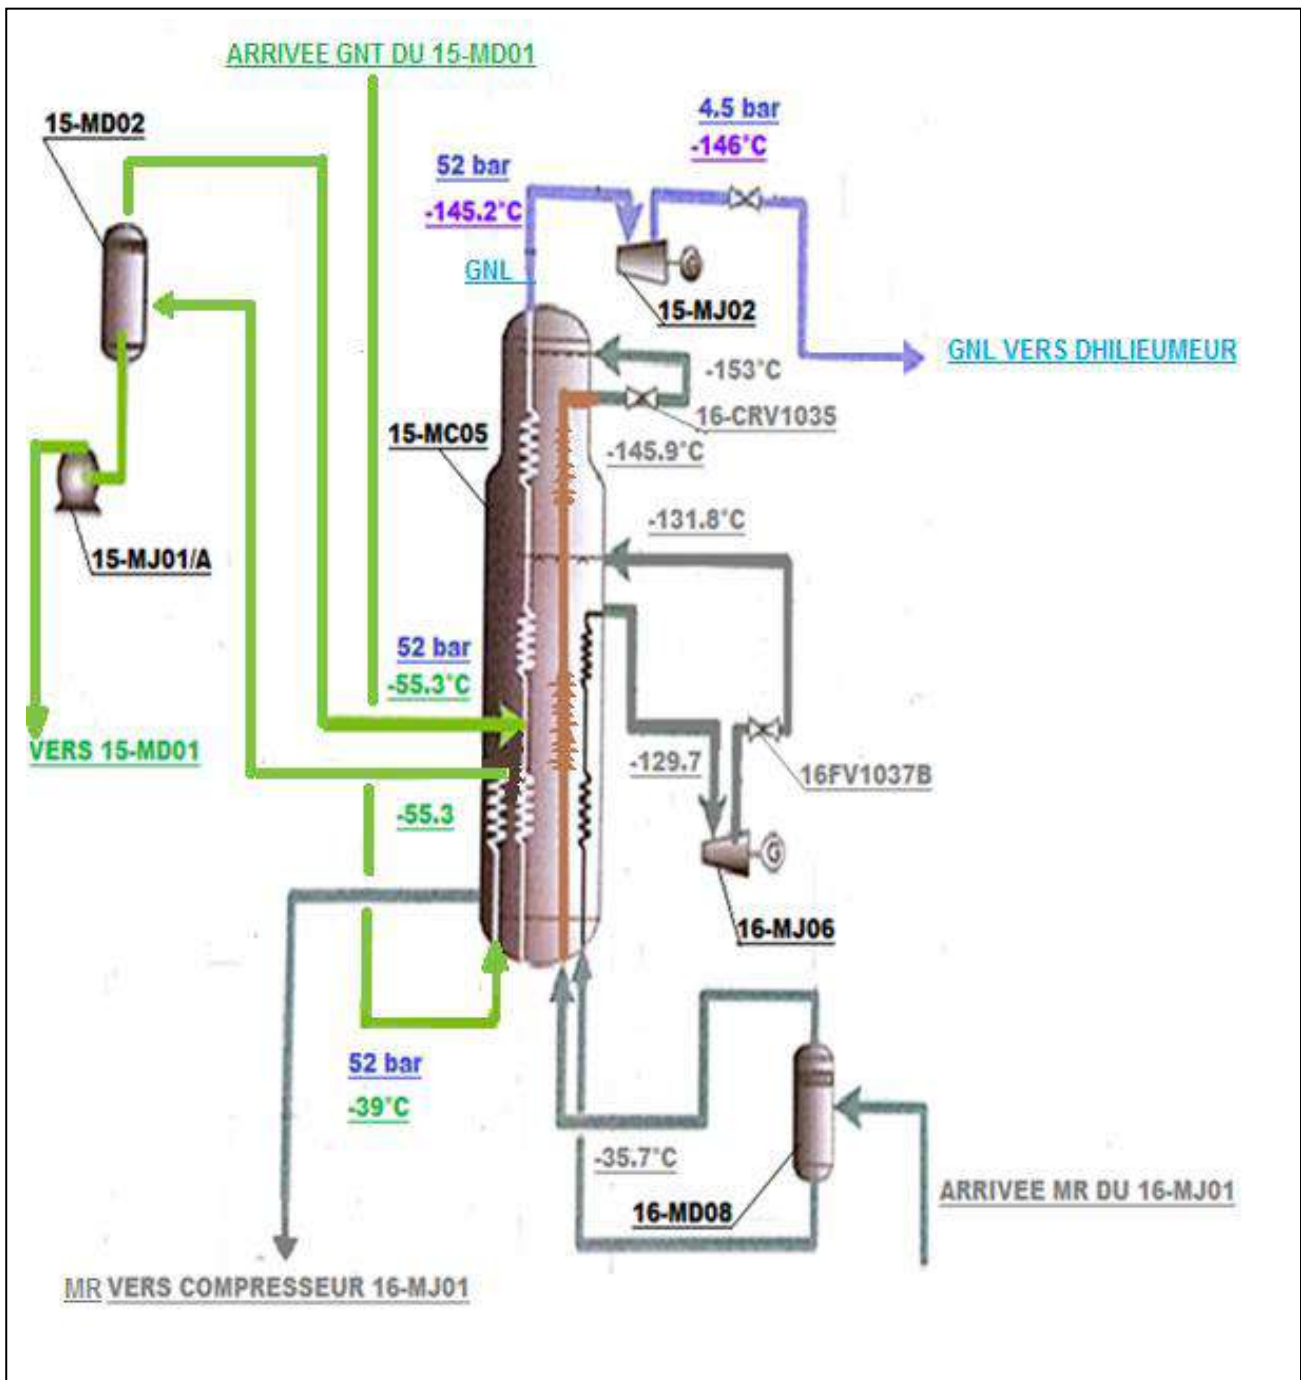 ARRIVEE GNT DU 15-MD01
15-MD02
4.5 bar
-146°C
52 bar
-145.2°C
GNL
15-MJ02
GNL VERS DHILIEUMEUR
-153°C
16-CRV1035
15-MC05
-145.9°C
-131.8°C
15-MJ01/A
52 bar
-55.3°C
VERS 15-MD01
-129.7
16FV1037B
-55.3
G
16-MJ06
52 bar
-39°C
-35.7°C
ARRIVEE MR DU 16-MJ01
16-MD08
MR VERS COMPRESSEUR 16-MJ01